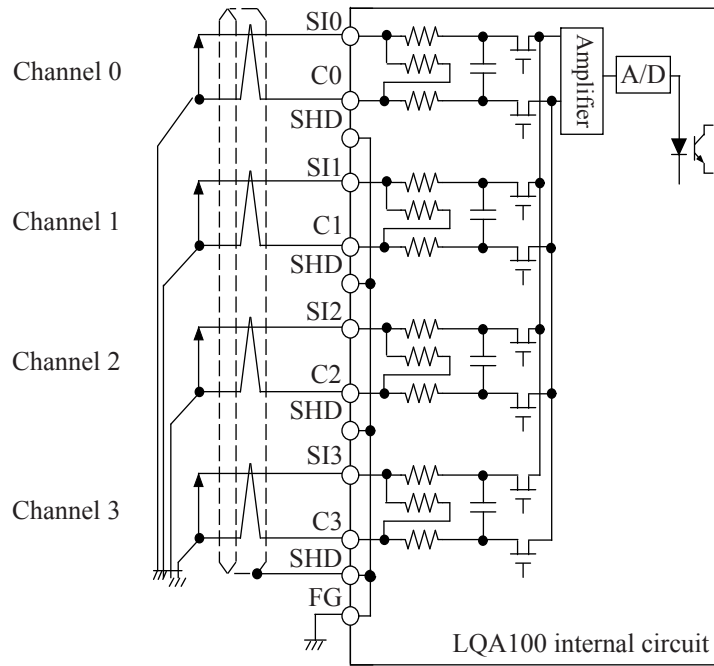 SI0
Channel 0
C0
SHD
Amplifier
A/D
SI1
Channel 1
C1
SHD
SI2
Channel 2
C2
SHD
SI3
Channel 3
C3
SHD
FG
LQA100 internal circuit